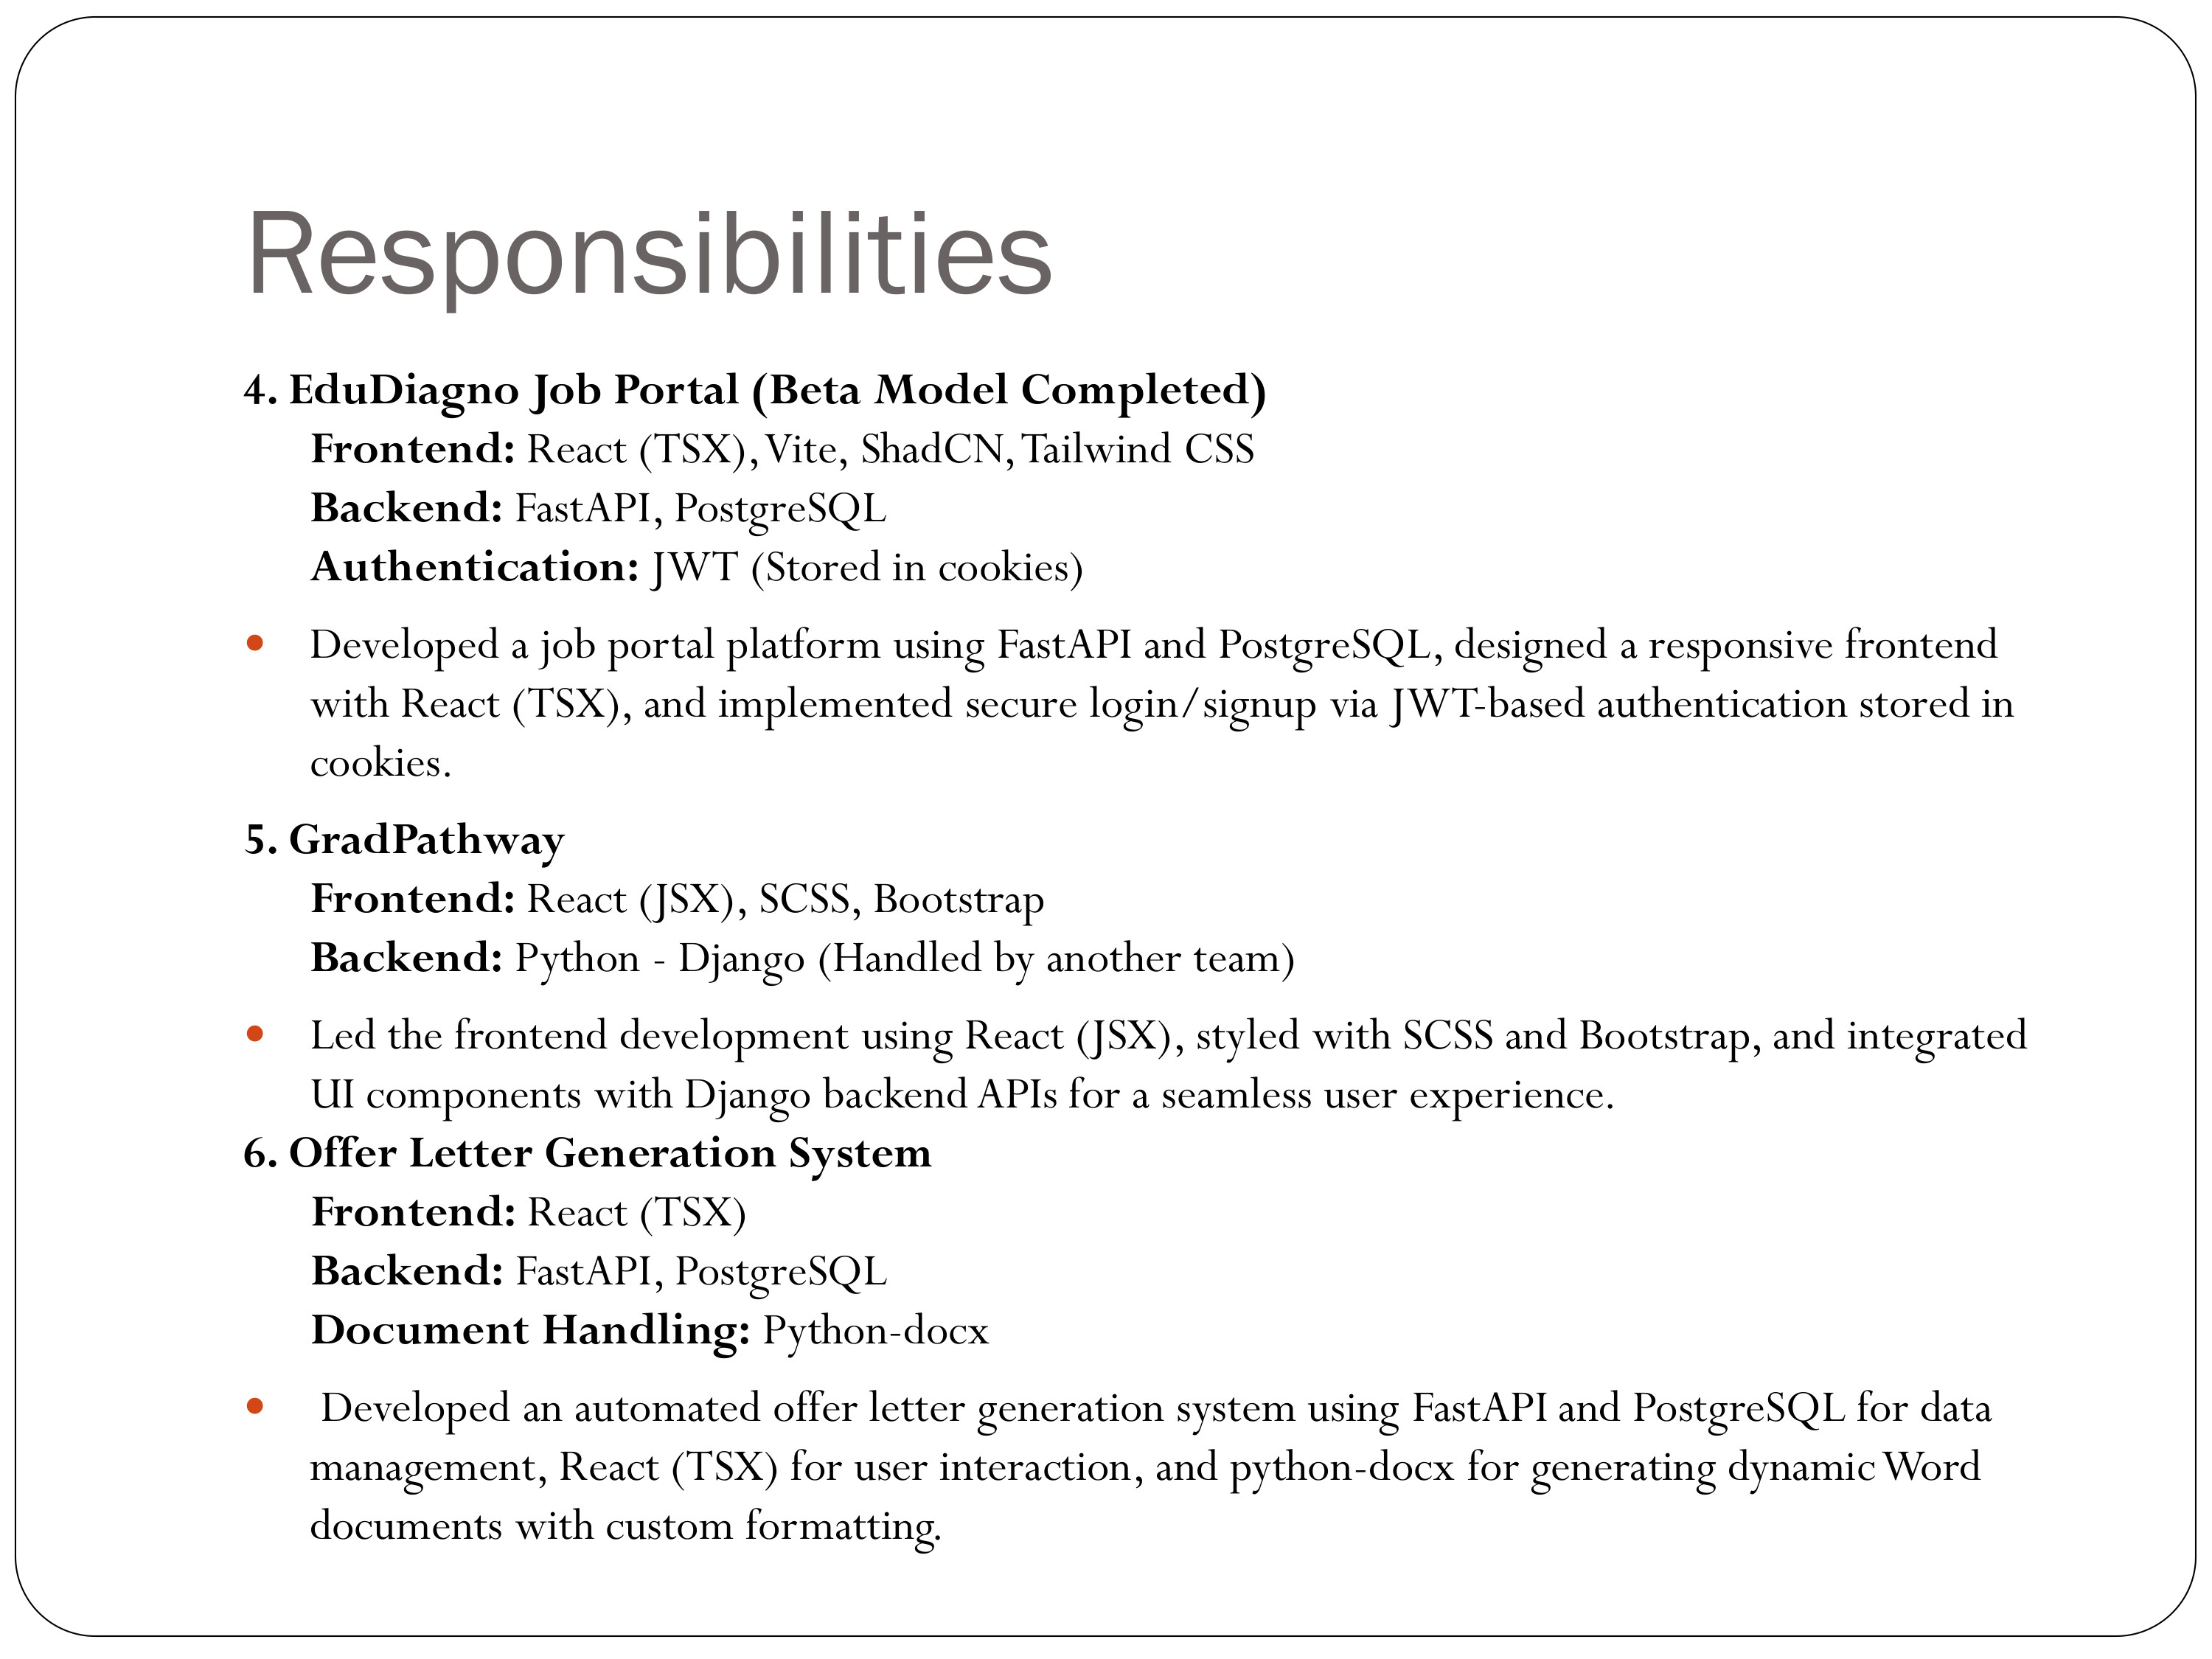 Responsibilities
4. EduDiagno Job Portal (Beta Model Completed)
Frontend: React (TSX), Vite, ShadCN, Tailwind CSS
Backend: FastAPI, PostgreSQL
Authentication: JWT (Stored in cookies)
• Developed a job portal platform using FastAPI and PostgreSQL, designed a responsive frontend
with React (TSX), and implemented secure login/signup via JWT-based authentication stored in
cookies.
5. GradPathway
Frontend: React (JSX), SCSS, Bootstrap
Backend: Python - Django (Handled by another team)
• Led the frontend development using React (JSX), styled with SCSS and Bootstrap, and integrated
UI components with Django backend APIs for a seamless user experience.
6. Offer Letter Generation System
Frontend: React (TSX)
Backend: FastAPI, PostgreSQL
Document Handling: Python-docx
• Developed an automated offer letter generation system using FastAPI and PostgreSQL for data
management, React (TSX) for user interaction, and python-docx for generating dynamic Word
documents with custom formatting.